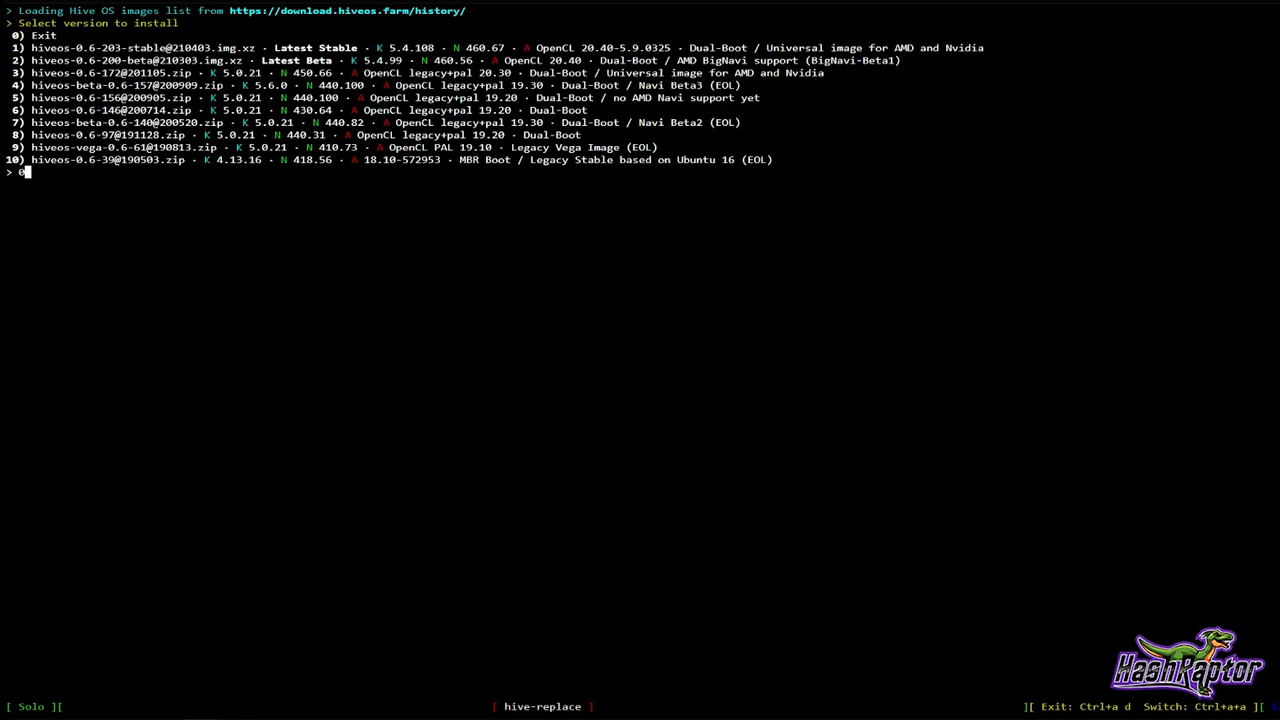 > Loading Hive OS images list from https://download.hiveos.farm/history/
> Select version to install
0) Exit
1) hiveos-0.6-203-stable@210403.img.xz · Latest Stable · K 5.4.108 · N 460.67 · A OpenCL 20.40-5.9.0325 · Dual-Boot / Universal image for AMD and Nvidia
2) hiveos-0.6-200-beta@210303.img.xz · Latest Beta · K 5.4.99 · N 460.56 · A OpenCL 20.40 · Dual-Boot / AMD BigNavi support (BigNavi-Beta1)
3) hiveos-0.6-172@201105.zip · K 5.0.21 · N 450.66 · A OpenCL legacy+pal 20.30 · Dual-Boot / Universal image for AMD and Nvidia
4) hiveos-beta-0.6-157@200909.zip · K 5.6.0 · N 440.100 · A OpenCL legacy+pal 19.30 · Dual-Boot / Navi Beta3 (EOL)
5) hiveos-0.6-156@200905.zip · K 5.0.21 · N 440.100 · A OpenCL legacy+pal 19.20 · Dual-Boot / no AMD Navi support yet
6) hiveos-0.6-146@200714.zip · K 5.0.21 · N 430.64 · A OpenCL legacy+pal 19.20 · Dual-Boot
7) hiveos-beta-0.6-140@200520.zip · K 5.0.21 · N 440.82 · A OpenCL legacy+pal 19.30 · Dual-Boot / Navi Beta2 (EOL)
8) hiveos-0.6-97@191128.zip · K 5.0.21 · N 440.31 · A OpenCL legacy+pal 19.20 · Dual-Boot
9) hiveos-vega-0.6-61@190813.zip · K 5.0.21 · N 410.73 · A OpenCL PAL 19.10 · Legacy Vega Image (EOL)
10) hiveos-0.6-39@190503.zip · K 4.13.16 · N 418.56 · A 18.10-572953 · MBR Boot / Legacy Stable based on Ubuntu 16 (EOL)
> 0
HashRaptor
[ Solo ][ [ hive-replace ] ][ Exit: Ctrl+a d Switch: Ctrl+a+a ][